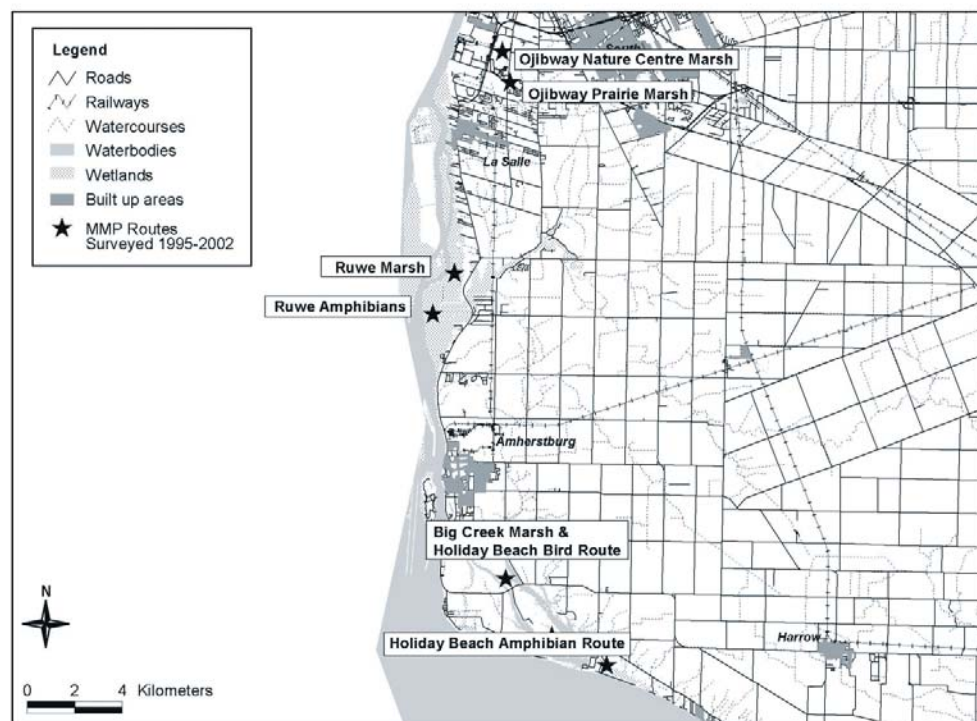 Legend
Roads
Railways
Watercourses
Waterbodies
Wetlands
Built up areas
MMP Routes
Surveyed 1995-2002
South
Ojibway Nature Centre Marsh
Ojibway Prairie Marsh
La Salle
Ruwe Marsh
Ruwe Amphibians
Amherstburg
Big Creek Marsh &
Holiday Beach Bird Route
Holiday Beach Amphibian Route
Harrow
N
0 2 4 Kilometers